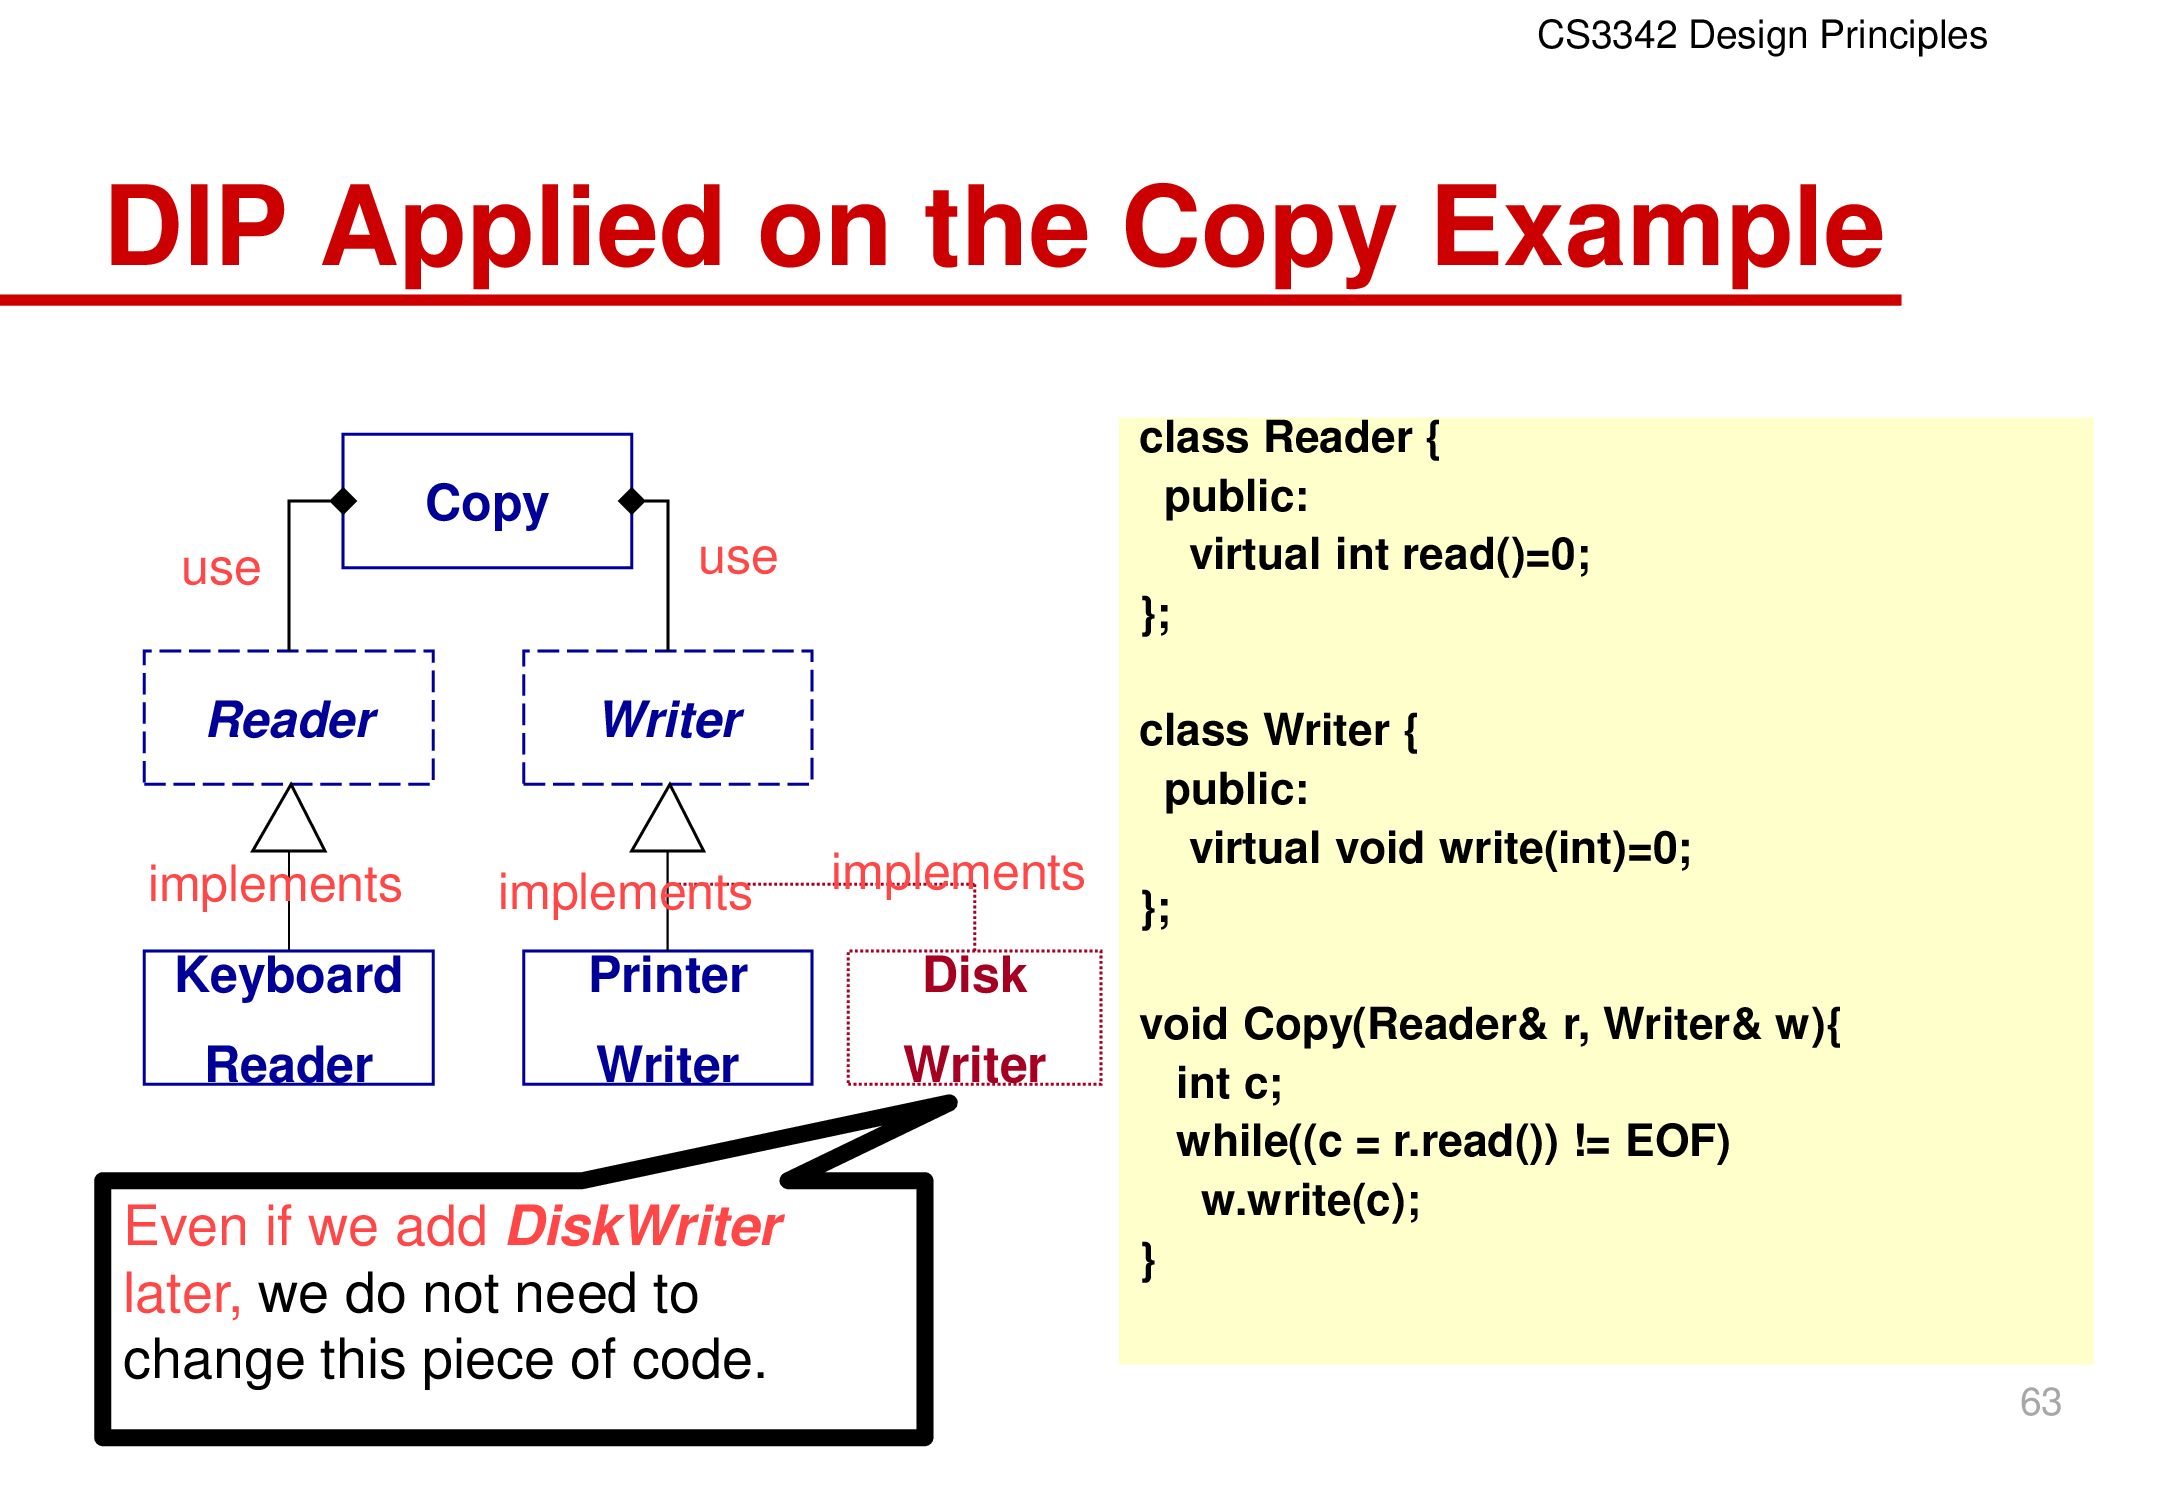 CS3342 Design Principles
DIP Applied on the Copy Example
Copy
use
use
Reader
Writer
implements
implements
implements
Keyboard
Reader
Printer
Writer
Disk
Writer
Even if we add DiskWriter
later, we do not need to
change this piece of code.
class Reader {
public:
virtual int read()=0;
};
class Writer {
public:
virtual void write(int)=0;
};
void Copy(Reader& r, Writer& w){
int c;
while((c = r.read()) != EOF)
w.write(c);
}
63